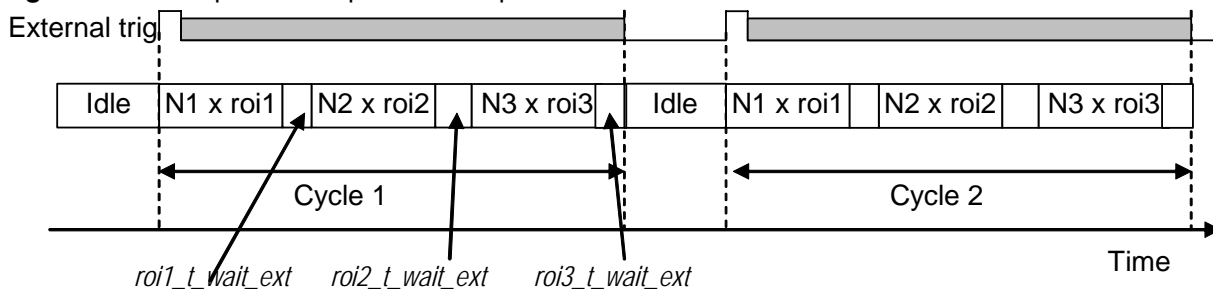 External trig
Idle N1 x roi1 N2 x roi2 N3 x roi3 Idle N1 x roi1 N2 x roi2 N3 x roi3
Cycle 1 Cycle 2
Time
roi1_t_wait_ext roi2_t_wait_ext roi3_t_wait_ext